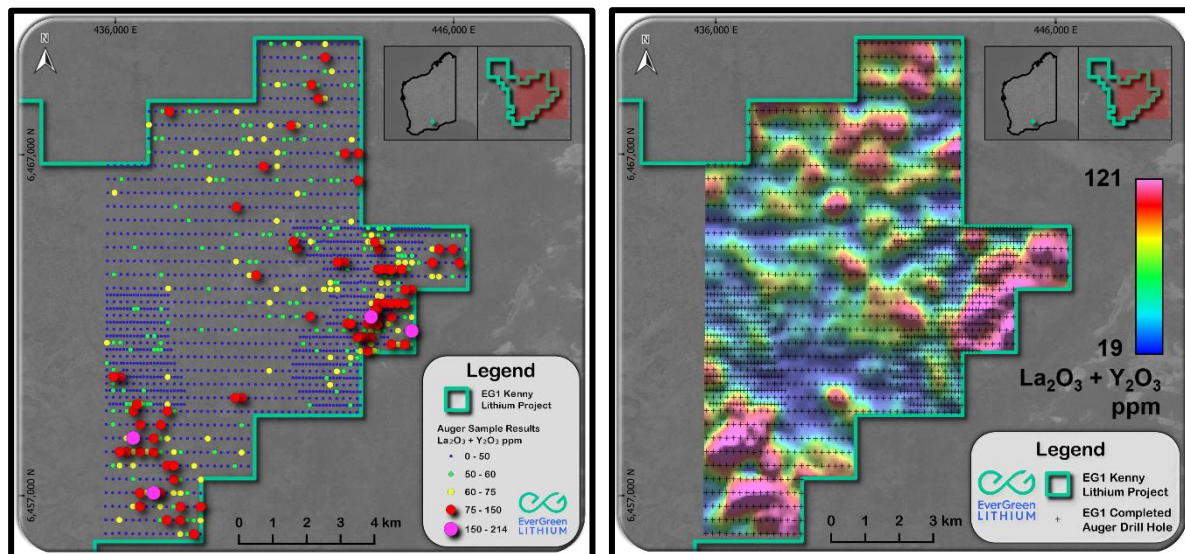 N
436,000 E
446,000 E
6,467,000 N
6,457,000 N
Legend
EG1 Kenny
Lithium Project
Auger Sample Results
La₂O₃ + Y₂O₃ ppm
0 - 50
50 - 60
60 - 75
75 - 150
150 - 214
EverGreen
LITHIUM
0 1 2 3 4 km
N
436,000 E
446,000 E
6,467,000 N
6,457,000 N
121
19
La₂O₃ + Y₂O₃
ppm
Legend
EG1 Kenny
Lithium Project
EG1 Completed
Auger Drill Hole
EverGreen
LITHIUM
0 1 2 3 km